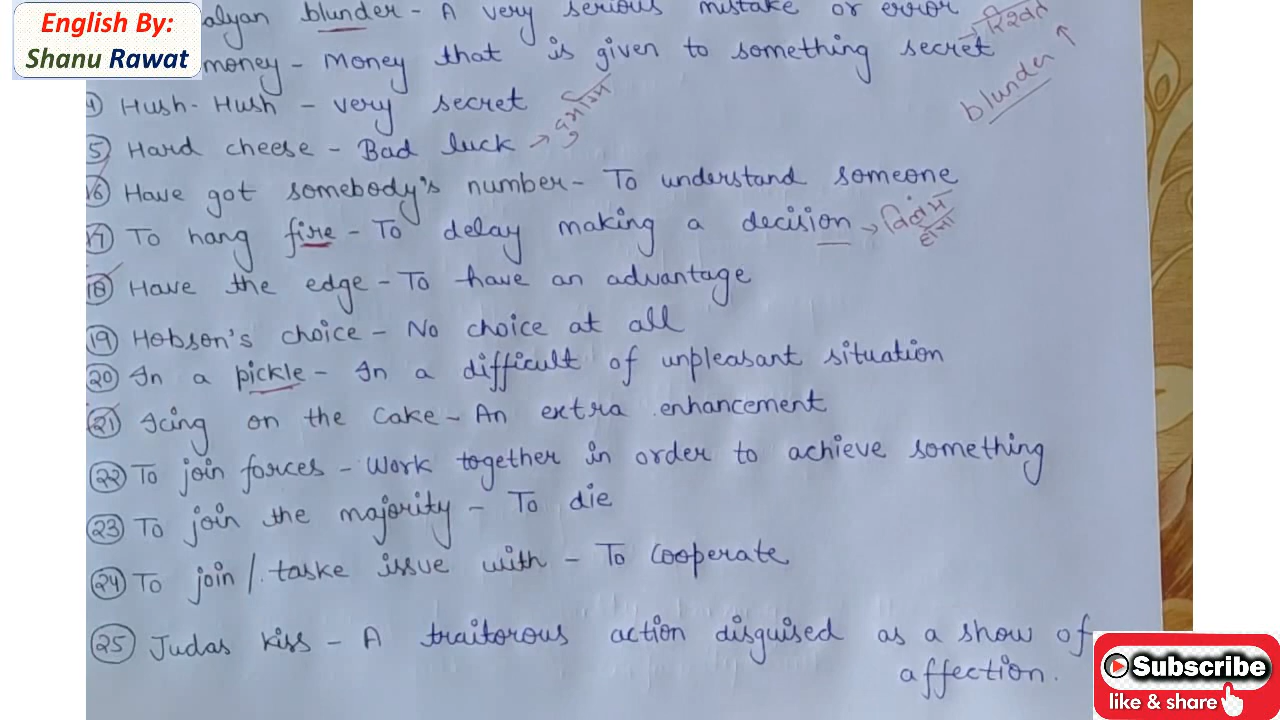 English By:
Shanu Rawat
alyan blunder - A very serious mistake or error
money - Money that is given to something secret
→ रिश्वत
blunder ↑
Hush-Hush - very secret
(5) Hard cheese - Bad luck → दुर्भाग्य
(16) Have got somebody's number - To understand someone
(17) To hang fire - To delay making a decision → विलंब होना
(18) Have the edge - To have an advantage
(19) Hobson's choice - No choice at all
(20) In a pickle - In a difficult of unpleasant situation
(21) Icing on the cake - An extra enhancement
(22) To join forces - Work together in order to achieve something
(23) To join the majority - To die
(24) To join / taske issue with - To cooperate
(25) Judas kiss - A traitorous action disguised as a show of
affection.
Subscribe
like & share